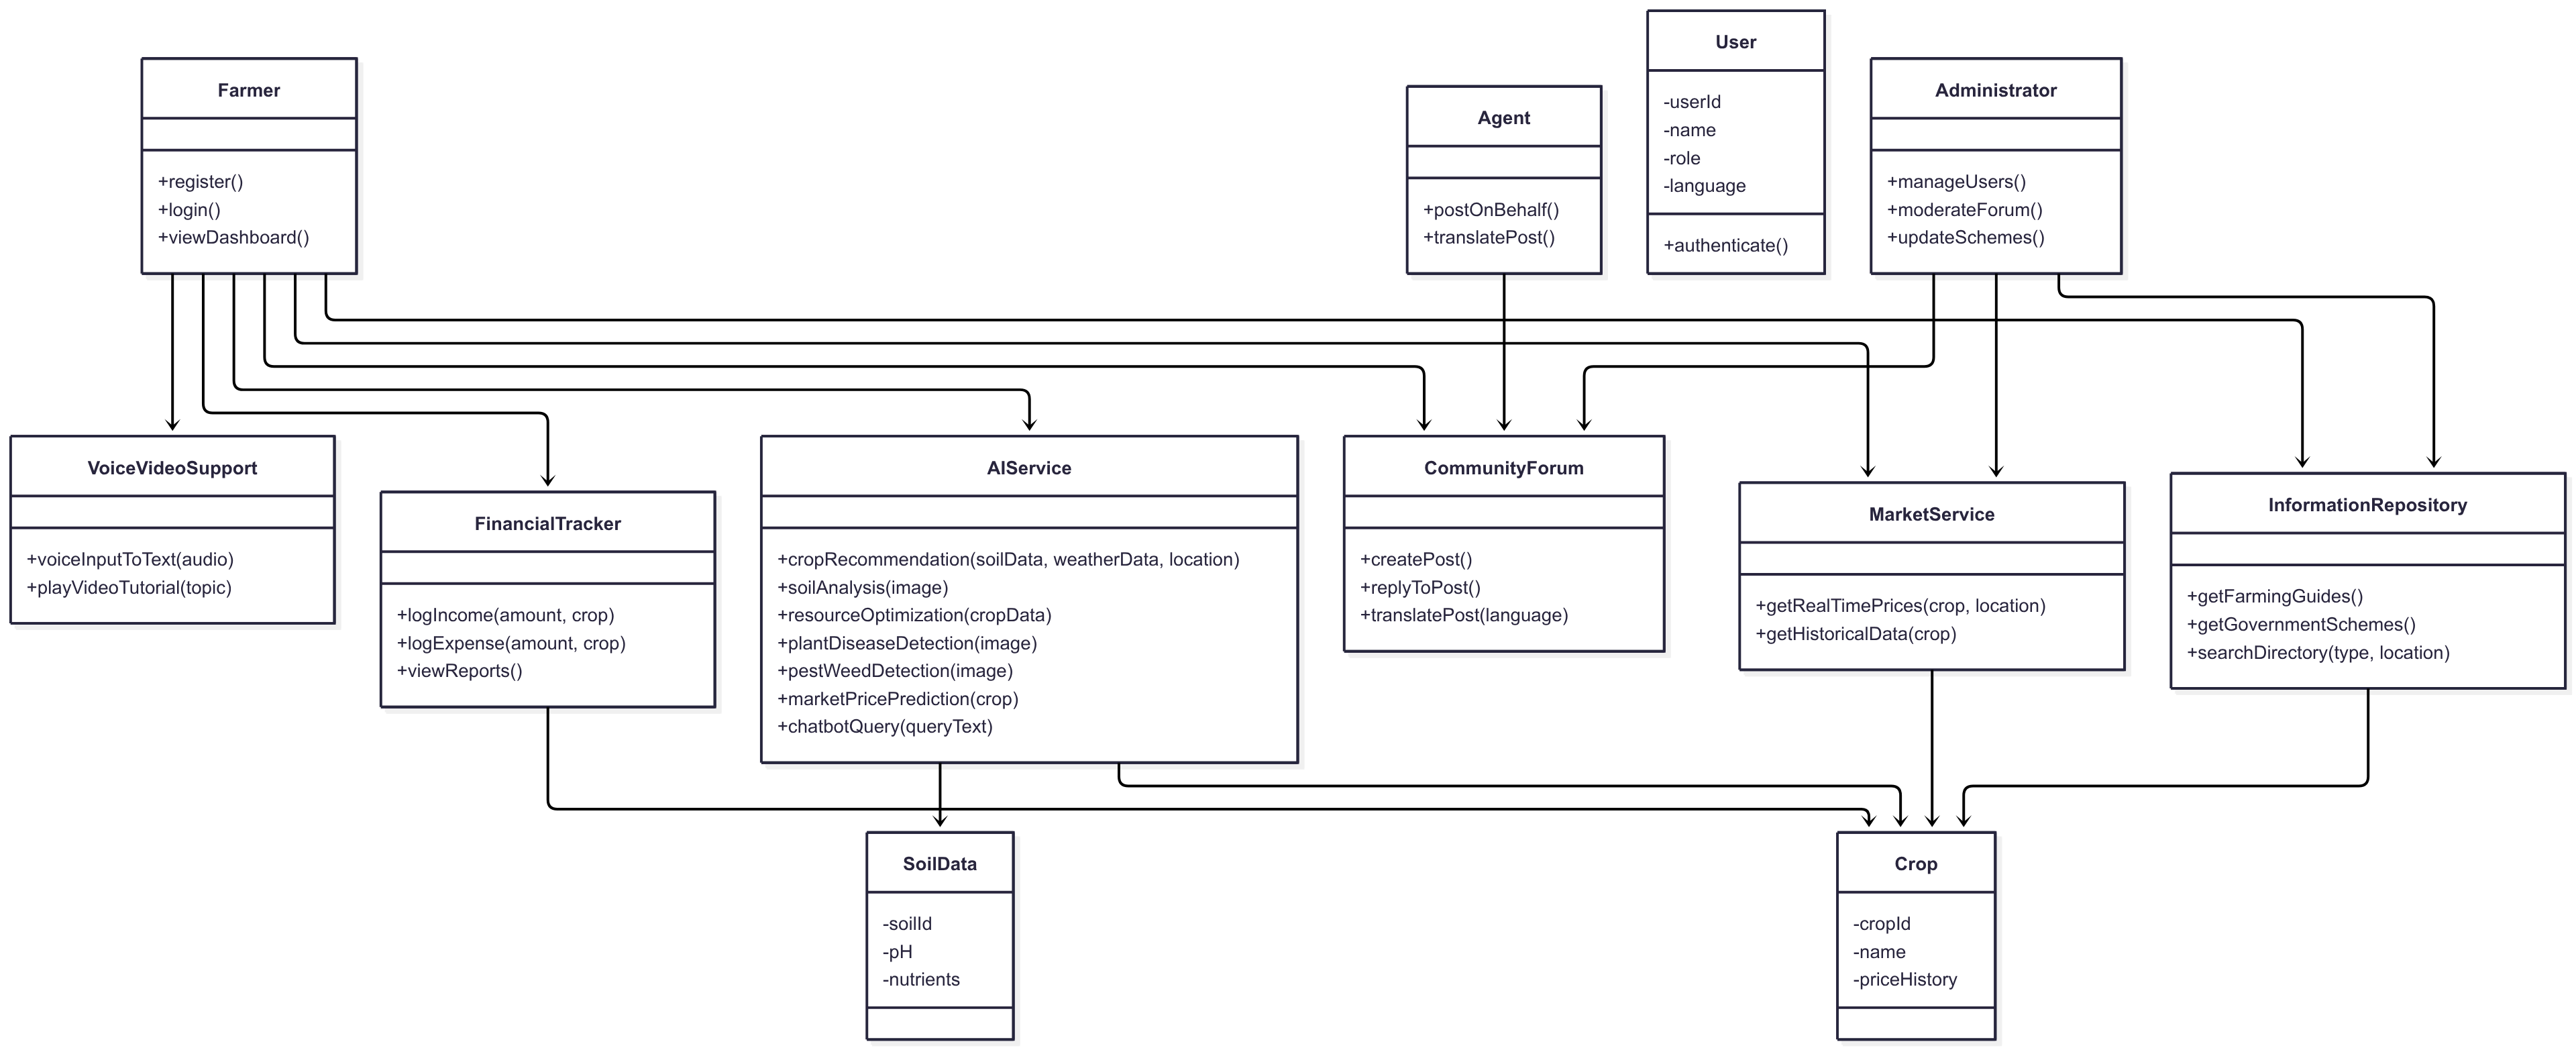 Farmer
+register()
+login()
+viewDashboard()
Agent
+postOnBehalf()
+translatePost()
User
-userId
-name
-role
-language
+authenticate()
Administrator
+manageUsers()
+moderateForum()
+updateSchemes()
VoiceVideoSupport
+voiceInputToText(audio)
+playVideoTutorial(topic)
FinancialTracker
+logIncome(amount, crop)
+logExpense(amount, crop)
+viewReports()
AIService
+cropRecommendation(soilData, weatherData, location)
+soilAnalysis(image)
+resourceOptimization(cropData)
+plantDiseaseDetection(image)
+pestWeedDetection(image)
+marketPricePrediction(crop)
+chatbotQuery(queryText)
CommunityForum
+createPost()
+replyToPost()
+translatePost(language)
MarketService
+getRealTimePrices(crop, location)
+getHistoricalData(crop)
InformationRepository
+getFarmingGuides()
+getGovernmentSchemes()
+searchDirectory(type, location)
SoilData
-soilId
-pH
-nutrients
Crop
-cropId
-name
-priceHistory